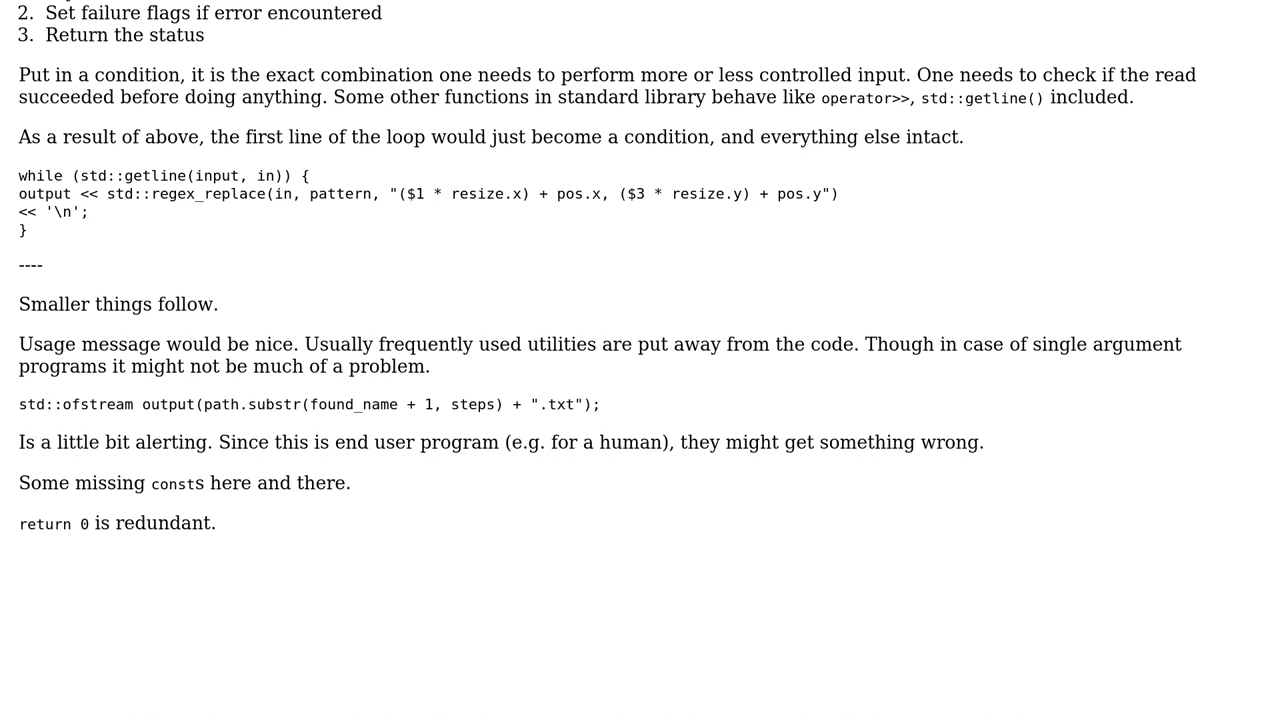 2. Set failure flags if error encountered
3. Return the status
Put in a condition, it is the exact combination one needs to perform more or less controlled input. One needs to check if the read
succeeded before doing anything. Some other functions in standard library behave like operator>>, std::getline() included.
As a result of above, the first line of the loop would just become a condition, and everything else intact.
while (std::getline(input, in)) {
output << std::regex_replace(in, pattern, "($1 * resize.x) + pos.x, ($3 * resize.y) + pos.y")
<< '\n';
}
----
Smaller things follow.
Usage message would be nice. Usually frequently used utilities are put away from the code. Though in case of single argument
programs it might not be much of a problem.
std::ofstream output(path.substr(found_name + 1, steps) + ".txt");
Is a little bit alerting. Since this is end user program (e.g. for a human), they might get something wrong.
Some missing consts here and there.
return 0 is redundant.